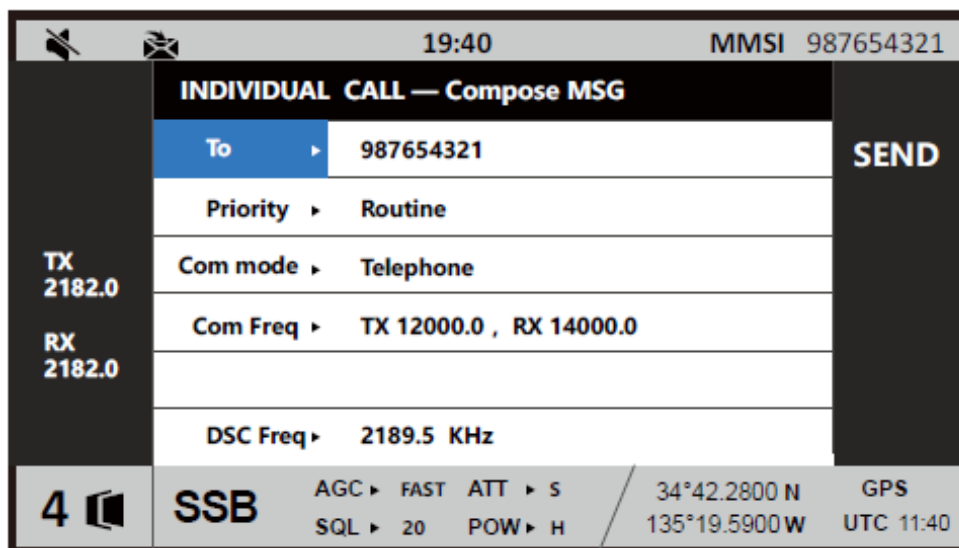 19:40 MMSI 987654321
INDIVIDUAL CALL — Compose MSG
To ▸ 987654321
SEND
Priority ▸ Routine
Com mode ▸ Telephone
Com Freq ▸ TX 12000.0 , RX 14000.0
DSC Freq ▸ 2189.5 KHz
TX
2182.0
RX
2182.0
4
SSB
AGC ▸ FAST ATT ▸ S
SQL ▸ 20 POW ▸ H
34°42.2800 N
135°19.5900 W
GPS
UTC 11:40